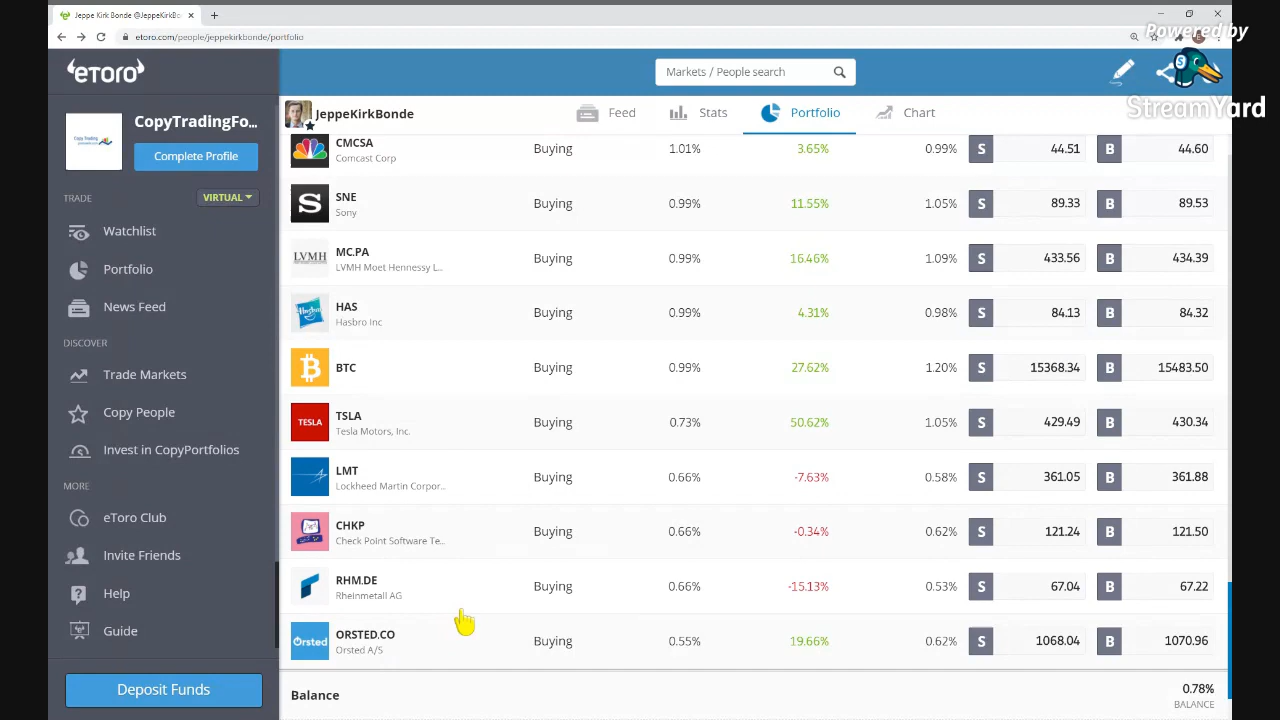 Jeppe Kirk Bonde @JeppeKirkBo
etoro.com/people/jeppekirkbonde/portfolio
Powered by
StreamYard
eTORO
Markets / People search
Copy Trading
CopyTradingFo...
Complete Profile
TRADE
VIRTUAL
Watchlist
Portfolio
News Feed
DISCOVER
Trade Markets
Copy People
Invest in CopyPortfolios
MORE
eToro Club
Invite Friends
Help
Guide
Deposit Funds
JeppeKirkBonde
Feed
Stats
Portfolio
Chart
CMCSA
Comcast Corp
Buying 1.01% 3.65% 0.99% S 44.51 B 44.60
S
SNE
Sony
Buying 0.99% 11.55% 1.05% S 89.33 B 89.53
LVMH
MC.PA
LVMH Moet Hennessy L...
Buying 0.99% 16.46% 1.09% S 433.56 B 434.39
Hasbro
HAS
Hasbro Inc
Buying 0.99% 4.31% 0.98% S 84.13 B 84.32
BTC
Buying 0.99% 27.62% 1.20% S 15368.34 B 15483.50
TESLA
TSLA
Tesla Motors, Inc.
Buying 0.73% 50.62% 1.05% S 429.49 B 430.34
LMT
Lockheed Martin Corpor...
Buying 0.66% -7.63% 0.58% S 361.05 B 361.88
CHKP
Check Point Software Te...
Buying 0.66% -0.34% 0.62% S 121.24 B 121.50
RHM.DE
Rheinmetall AG
Buying 0.66% -15.13% 0.53% S 67.04 B 67.22
Orsted
ORSTED.CO
Orsted A/S
Buying 0.55% 19.66% 0.62% S 1068.04 B 1070.96
Balance
0.78%
BALANCE